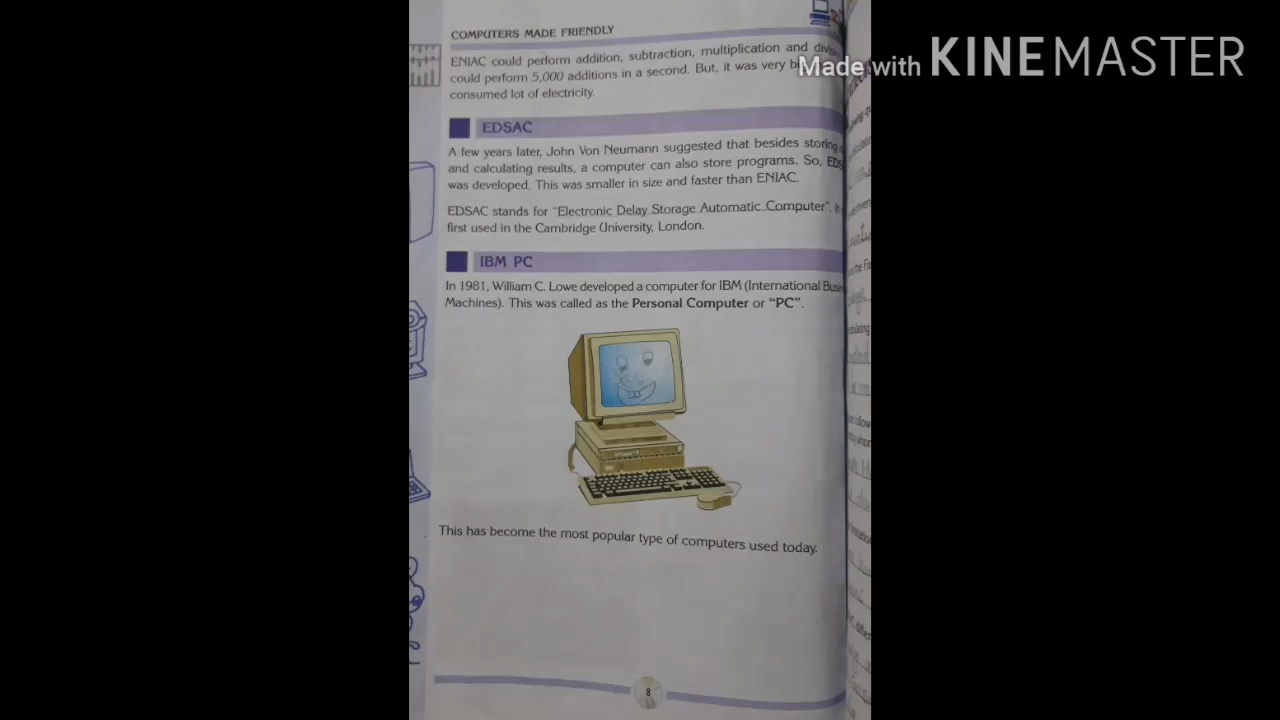 COMPUTERS MADE FRIENDLY
Made with KINEMASTER
ENIAC could perform addition, subtraction, multiplication and
could perform 5,000 additions in a second. But, it was very
consumed lot of electricity.
EDSAC
A few years later, John Von Neumann suggested that besides storing
and calculating results, a computer can also store programs. So,
was developed. This was smaller in size and faster than ENIAC.
EDSAC stands for “Electronic Delay Storage Automatic Computer”.
first used in the Cambridge University, London.
IBM PC
In 1981, William C. Lowe developed a computer for IBM (International
Machines). This was called as the Personal Computer or “PC”.
This has become the most popular type of computers used today.
8